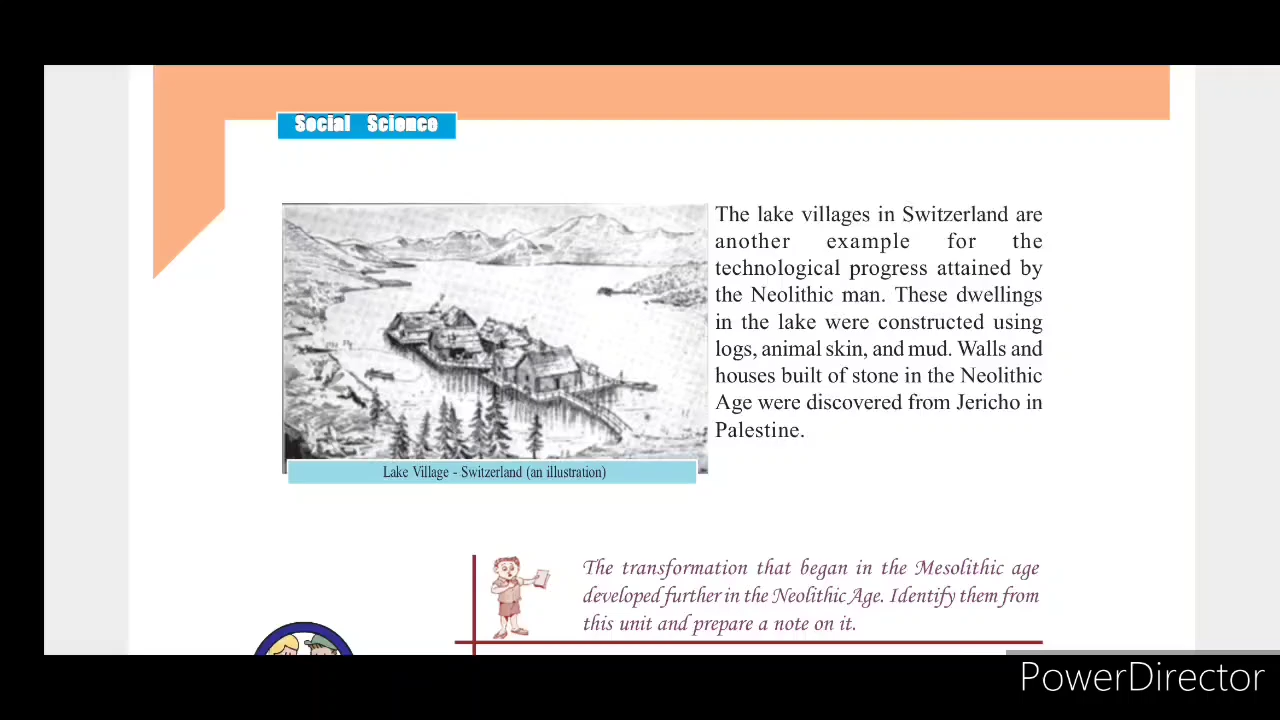 Social Science
The lake villages in Switzerland are
another example for the
technological progress attained by
the Neolithic man. These dwellings
in the lake were constructed using
logs, animal skin, and mud. Walls and
houses built of stone in the Neolithic
Age were discovered from Jericho in
Palestine.
Lake Village - Switzerland (an illustration)
The transformation that began in the Mesolithic age
developed further in the Neolithic Age. Identify them from
this unit and prepare a note on it.
PowerDirector